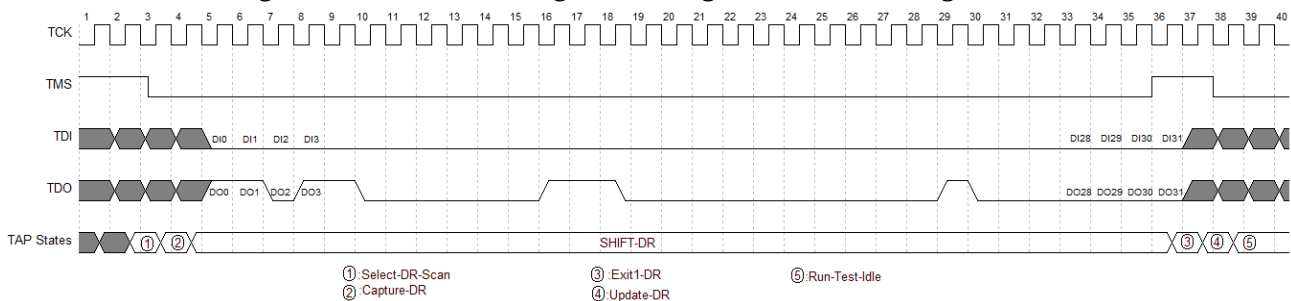 1 2 3 4 5 6 7 8 9 10 11 12 13 14 15 16 17 18 19 20 21 22 23 24 25 26 27 28 29 30 31 32 33 34 35 36 37 38 39 40
TCK
TMS
TDI DI0 DI1 DI2 DI3 DI28 DI29 DI30 DI31
TDO DO0 DO1 DO2 DO3 DO28 DO29 DO30 DO31
TAP States ① ② SHIFT-DR ③ ④ ⑤
①:Select-DR-Scan ③:Exit1-DR ⑤:Run-Test-Idle
②:Capture-DR ④:Update-DR